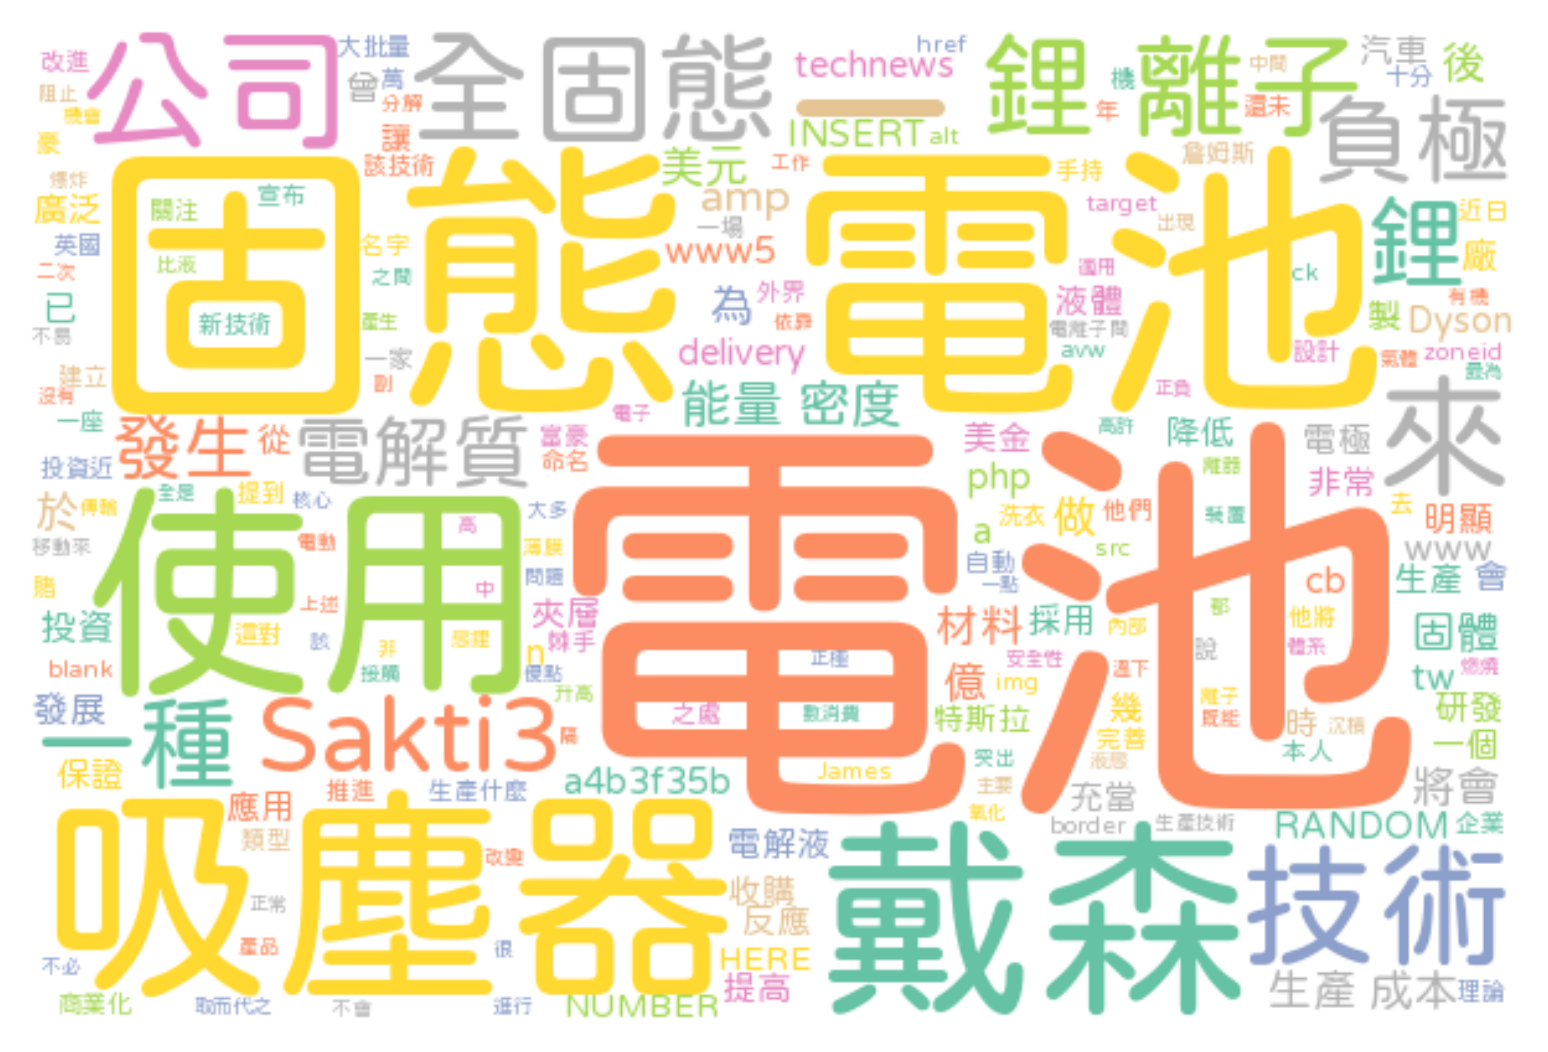 改進 公司 大批量 全固態 technews href 鋰離子 中間 汽車 後
阻止 曾 萬 分解 機 十分
機會 讓 INSERT alt 年 還未 負極
豪 該技術 固態 美元 工作 電池 手持 詹姆斯
爆炸 宣布 amp target 鋰 近日
廣泛 關注 一場 出現
英國 名字 www5 廠
二次 比液 之間 適用 ck
已 為 外界 液體 有機
不易 新技術 產生 依靠 電離子間 製 Dyson
建立 一家 delivery avw 設計 氣體 zoneid
沒有 副 能量 密度 正負 最為
一座 電子 來
發生 從 電解質 富豪 美金 高許 降低 電極
投資近 命名 電池 php 離器 非常
於 傳輸 全是 提到 核心 大多 a 洗衣 做 他們 裝置 去 明顯
移動來 電動 使用 高 薄膜 src www
賭 中 問題 自動 一點 cb 生產 會
投資 這對 上述 夾層 材料 採用 內部 都 他將 固體
該 非 恩鋰 棘手 說 體系
blank 接觸 n 優點 正極 安全性 溫下 tw 燃燒
發展 升高 億 img 離子 研發
一種 Sakti3 隔 之處 數消費 特斯拉 幾 既能 時 沉積 一個
完善 本人
保證 推進 生產什麼 a4b3f35b James 突出 液態 將會
應用 主要 充當
吸塵器 氧化 border 生產技術 RANDOM 企業
類型 改變 電解液 戴森 技術
正常 收購
產品 很 反應
不必 HERE
商業化 取而代之 不會 進行 NUMBER 提高 生產 成本 理論